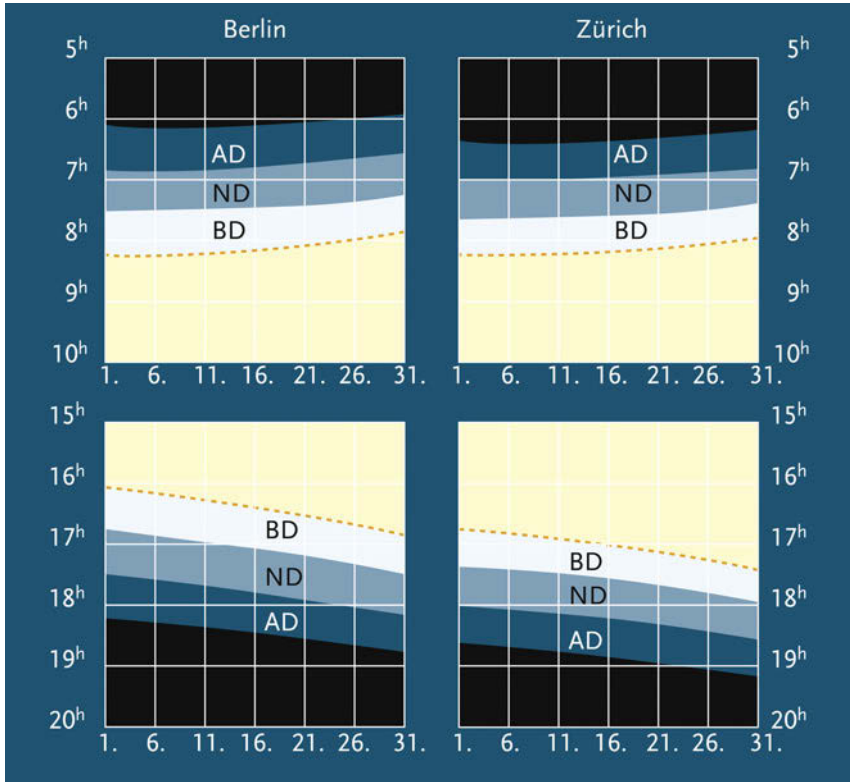 Berlin Zürich
5h 5h
6h 6h
AD AD
7h 7h
ND ND
8h BD BD 8h
9h 9h
10h 10h
1. 6. 11. 16. 21. 26. 31. 1. 6. 11. 16. 21. 26. 31.
15h 15h
16h 16h
BD
17h 17h
BD
ND
ND
18h 18h
AD
AD
19h 19h
20h 20h
1. 6. 11. 16. 21. 26. 31. 1. 6. 11. 16. 21. 26. 31.